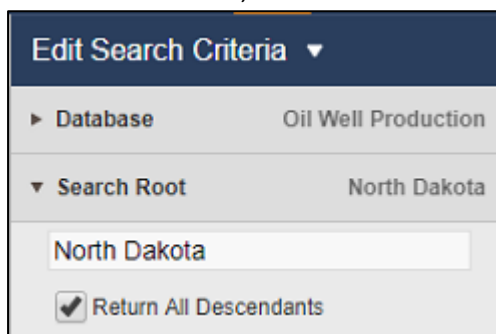 Edit Search Criteria
Database Oil Well Production
Search Root North Dakota
North Dakota
Return All Descendants